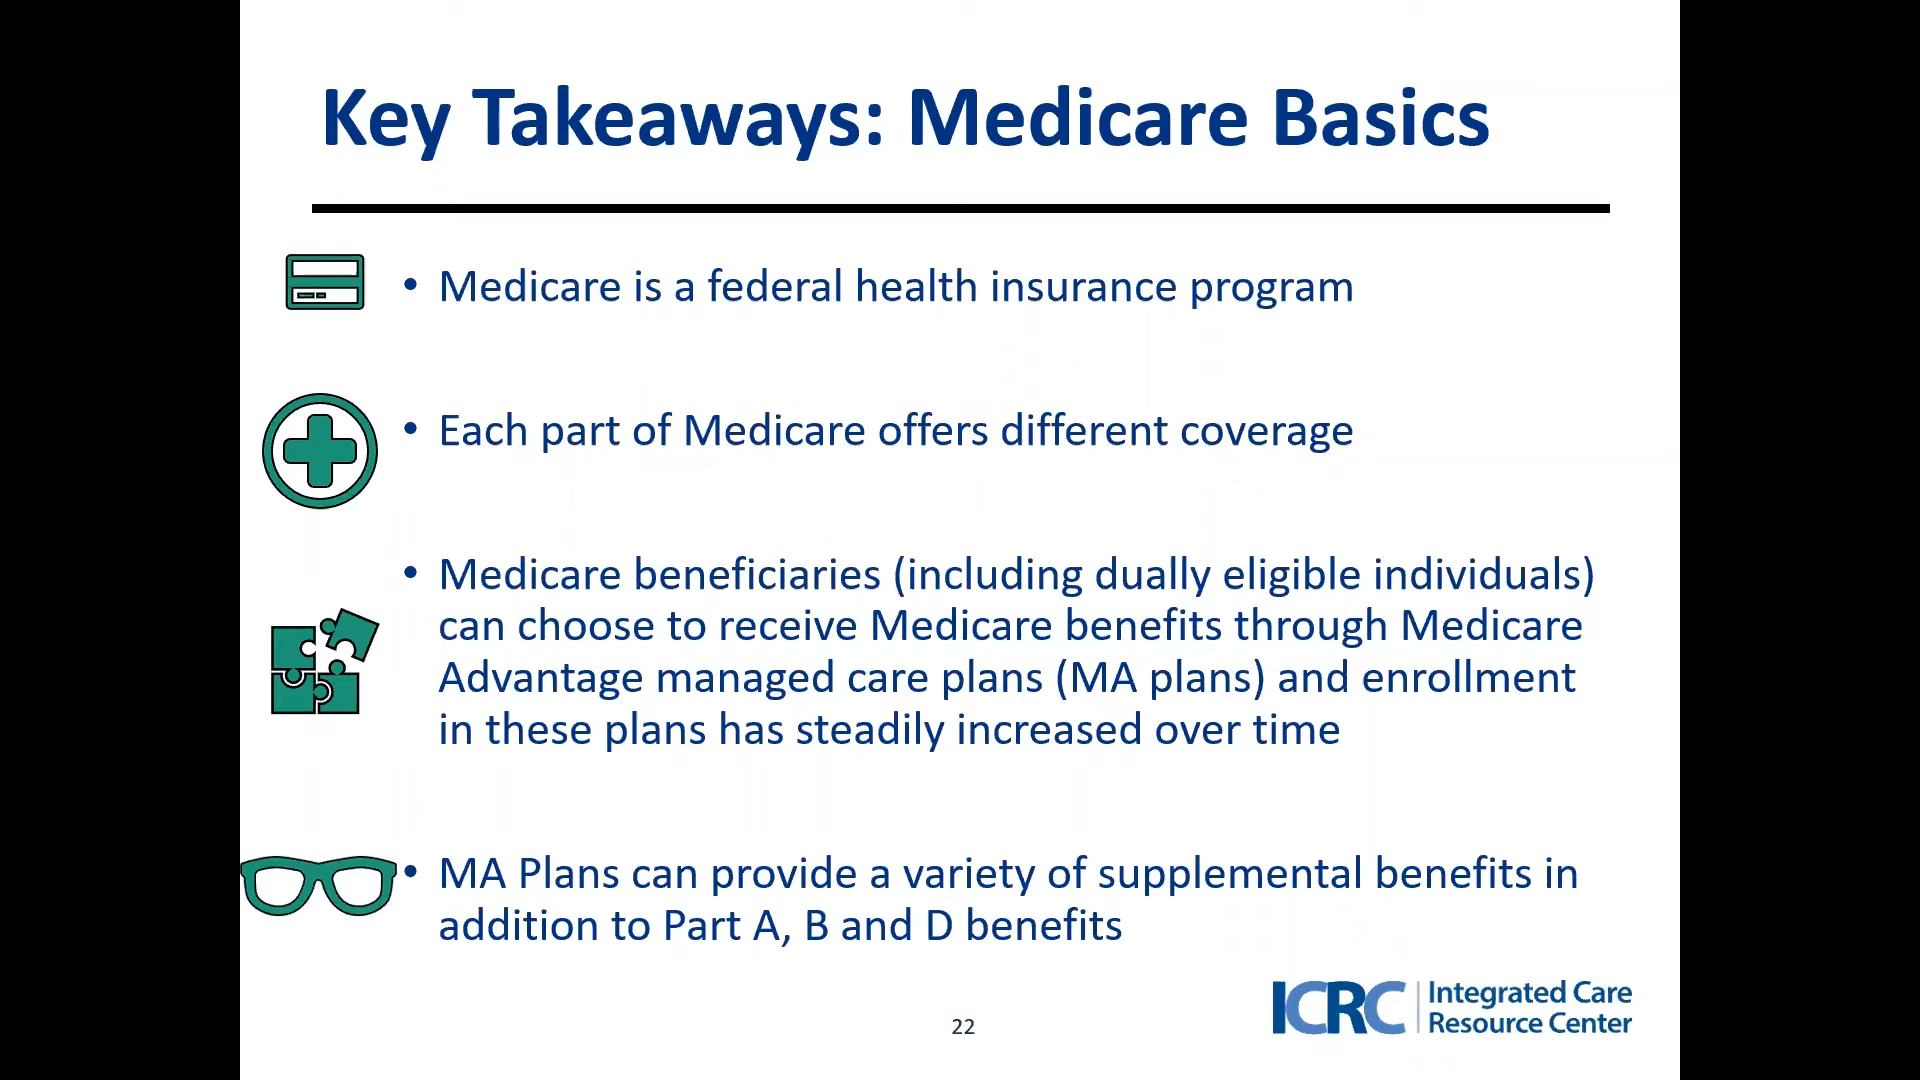 Key Takeaways: Medicare Basics
• Medicare is a federal health insurance program
• Each part of Medicare offers different coverage
• Medicare beneficiaries (including dually eligible individuals)
can choose to receive Medicare benefits through Medicare
Advantage managed care plans (MA plans) and enrollment
in these plans has steadily increased over time
• MA Plans can provide a variety of supplemental benefits in
addition to Part A, B and D benefits
22
ICRC
Integrated Care
Resource Center